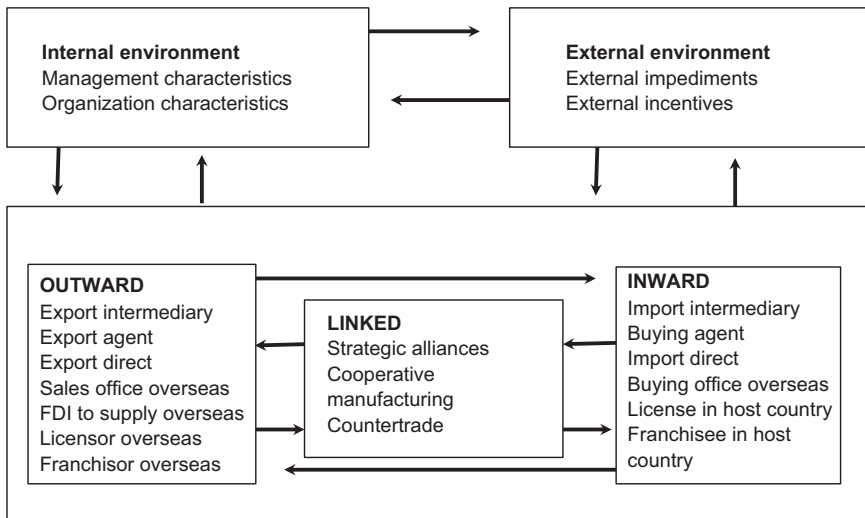 Internal environment
Management characteristics
Organization characteristics
External environment
External impediments
External incentives
OUTWARD
Export intermediary
Export agent
Export direct
Sales office overseas
FDI to supply overseas
Licensor overseas
Franchisor overseas
LINKED
Strategic alliances
Cooperative
manufacturing
Countertrade
INWARD
Import intermediary
Buying agent
Import direct
Buying office overseas
License in host country
Franchisee in host
country